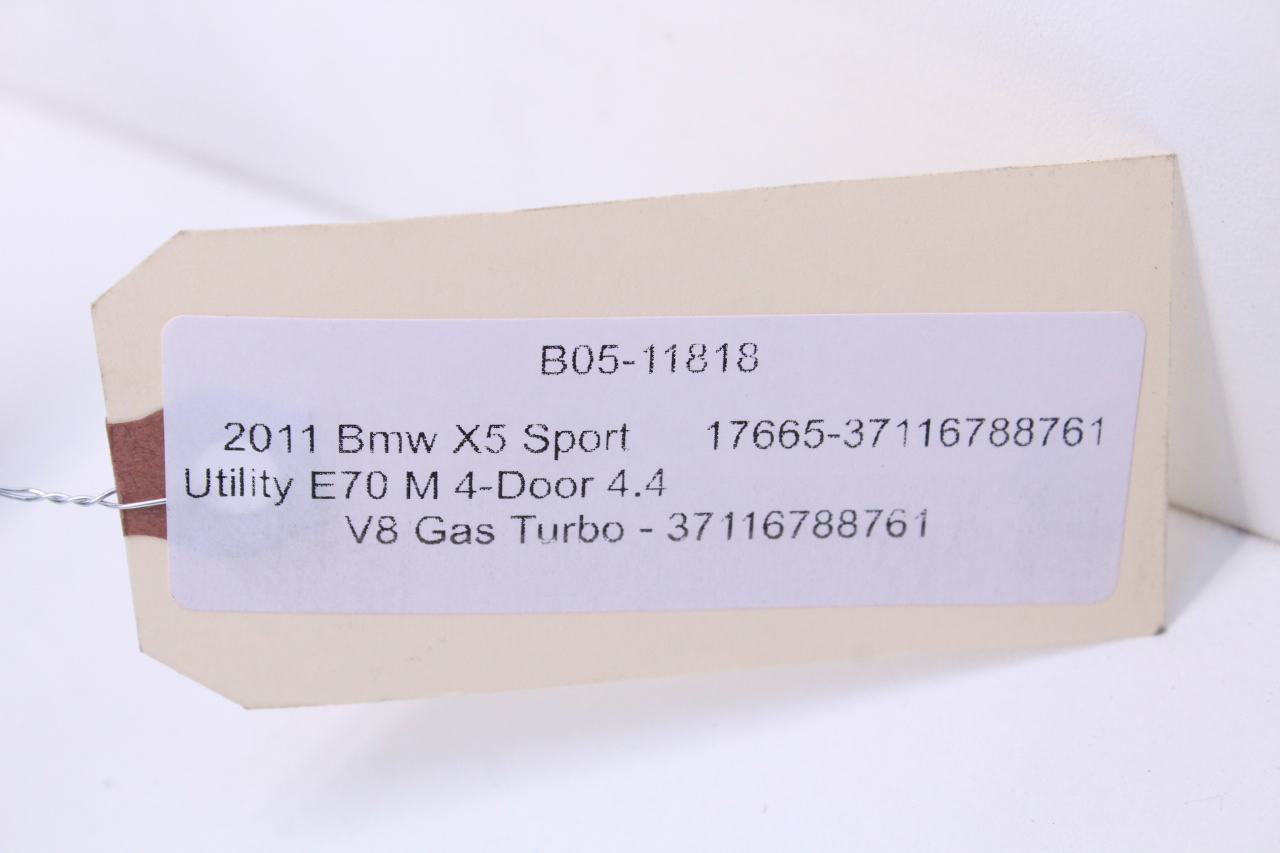 B05-11818
2011 Bmw X5 Sport 17665-37116788761
Utility E70 M 4-Door 4.4
V8 Gas Turbo - 37116788761